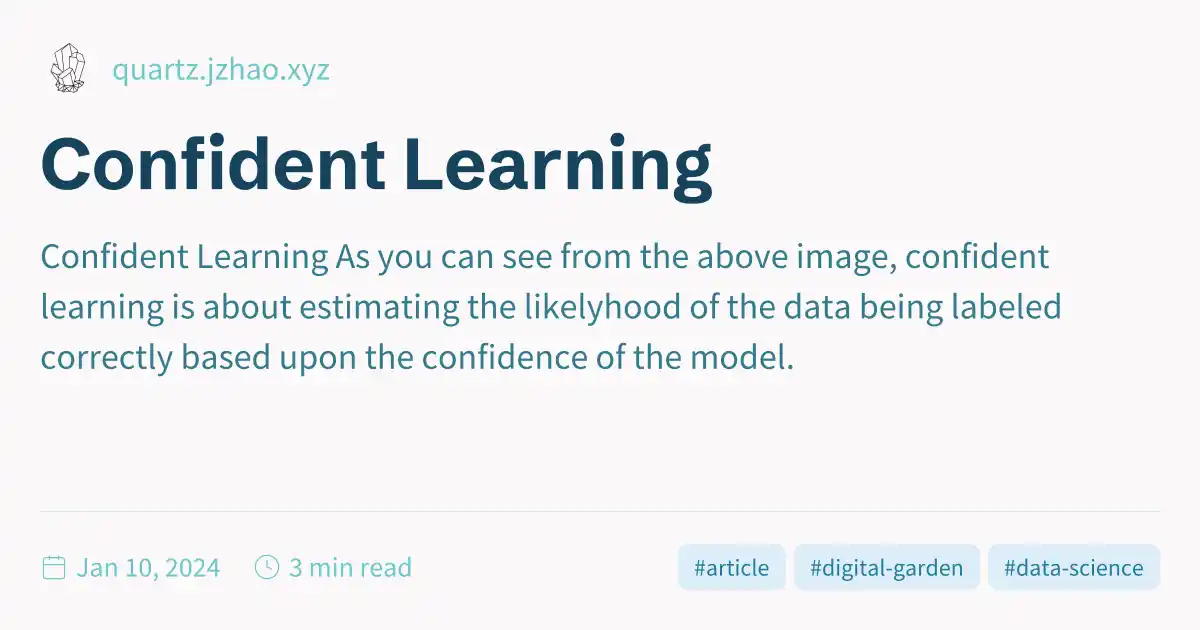 quartz.jzhao.xyz
Confident Learning
Confident Learning As you can see from the above image, confident
learning is about estimating the likelyhood of the data being labeled
correctly based upon the confidence of the model.
Jan 10, 2024
3 min read
#article
#digital-garden
#data-science